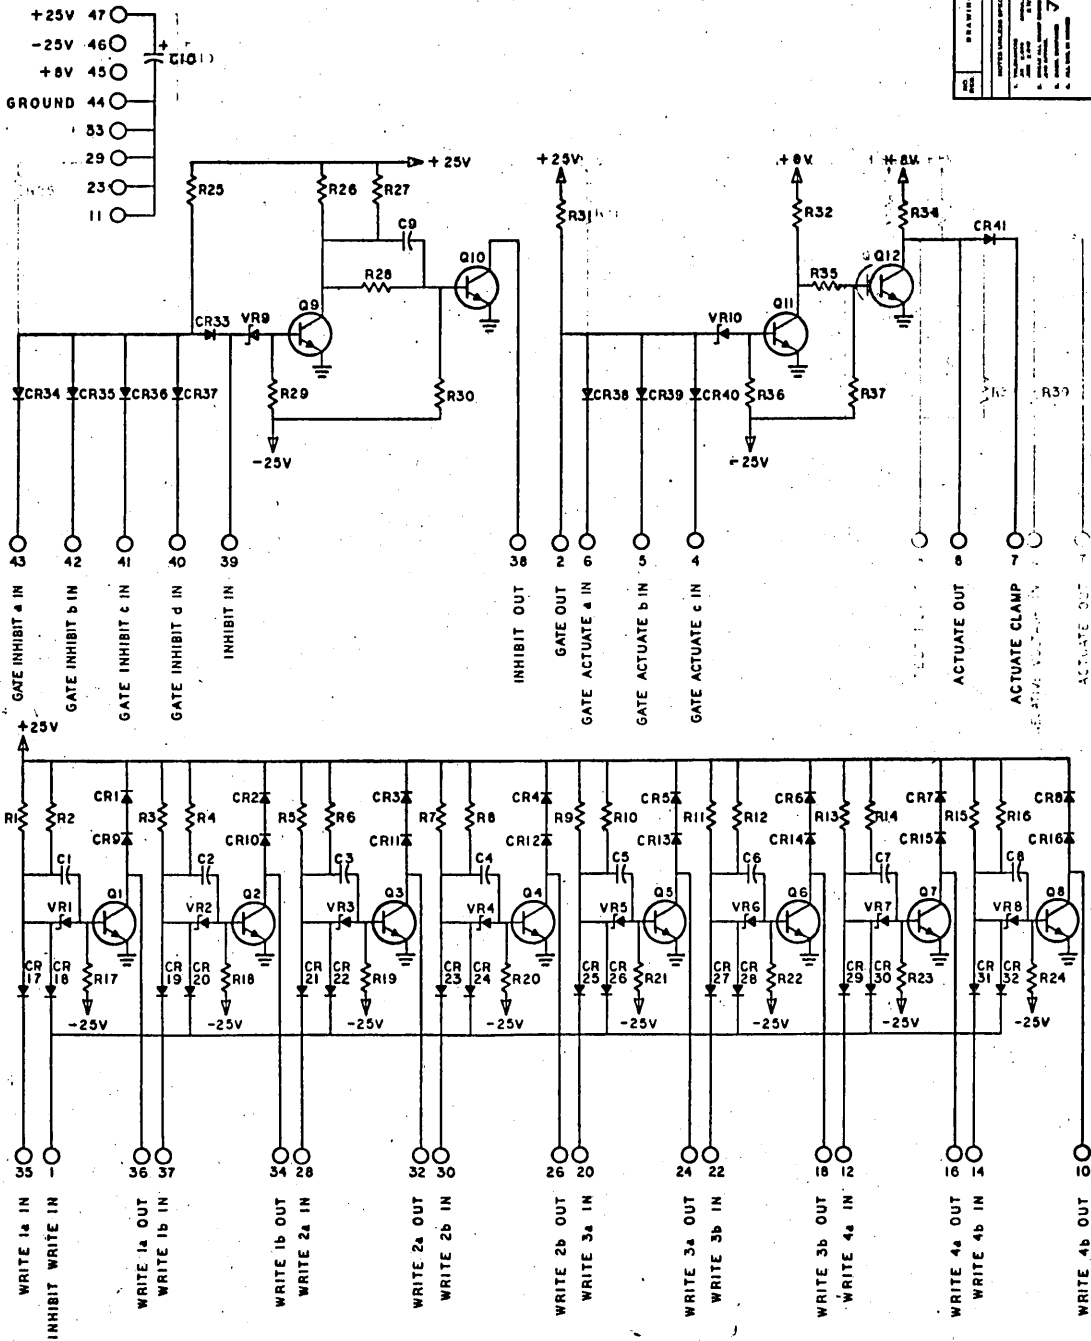 +25V 47
-25V 46
+8V 45
GROUND 44
33
29
23
11
+
+25V
R25
R26
R27
C9
R28
Q10
Q9
CR33
VR9
CR34
CR35
CR36
CR37
R29
R30
-25V
43
42
41
40
39
38
GATE INHIBIT a IN
GATE INHIBIT b IN
GATE INHIBIT c IN
GATE INHIBIT d IN
INHIBIT IN
INHIBIT OUT
+25V
R31
R32
R34
CR41
Q12
R35
Q11
VR10
CR38
CR39
CR40
R36
R37
R39
-25V
2
6
5
4
8
7
GATE OUT
GATE ACTUATE a IN
GATE ACTUATE b IN
GATE ACTUATE c IN
ACTUATE OUT
ACTUATE CLAMP
ACTUATE OUT
+25V
CR1 CR2 CR3 CR4 CR5 CR6 CR7 CR8
R1 R2 R3 R4 R5 R6 R7 R8 R9 R10 R11 R12 R13 R14 R15 R16
CR9 CR10 CR11 CR12 CR13 CR14 CR15 CR16
C1 C2 C3 C4 C5 C6 C7 C8
Q1 Q2 Q3 Q4 Q5 Q6 Q7 Q8
VR1 VR2 VR3 VR4 VR5 VR6 VR7 VR8
CR 17 CR 18 R17 CR 19 CR 20 R18 CR 21 CR 22 R19 CR 23 CR 24 R20 CR 25 CR 26 R21 CR 27 CR 28 R22 CR 29 CR 30 R23 CR 31 CR 32 R24
-25V -25V -25V -25V -25V -25V -25V -25V
35 1 36 37 34 28 32 30 26 20 24 22 18 12 16 14 10
WRITE 1a IN
INHIBIT WRITE IN
WRITE 1a OUT
WRITE 1b IN
WRITE 1b OUT
WRITE 2a IN
WRITE 2a OUT
WRITE 2b IN
WRITE 2b OUT
WRITE 3a IN
WRITE 3a OUT
WRITE 3b IN
WRITE 3b OUT
WRITE 4a IN
WRITE 4a OUT
WRITE 4b IN
WRITE 4b OUT